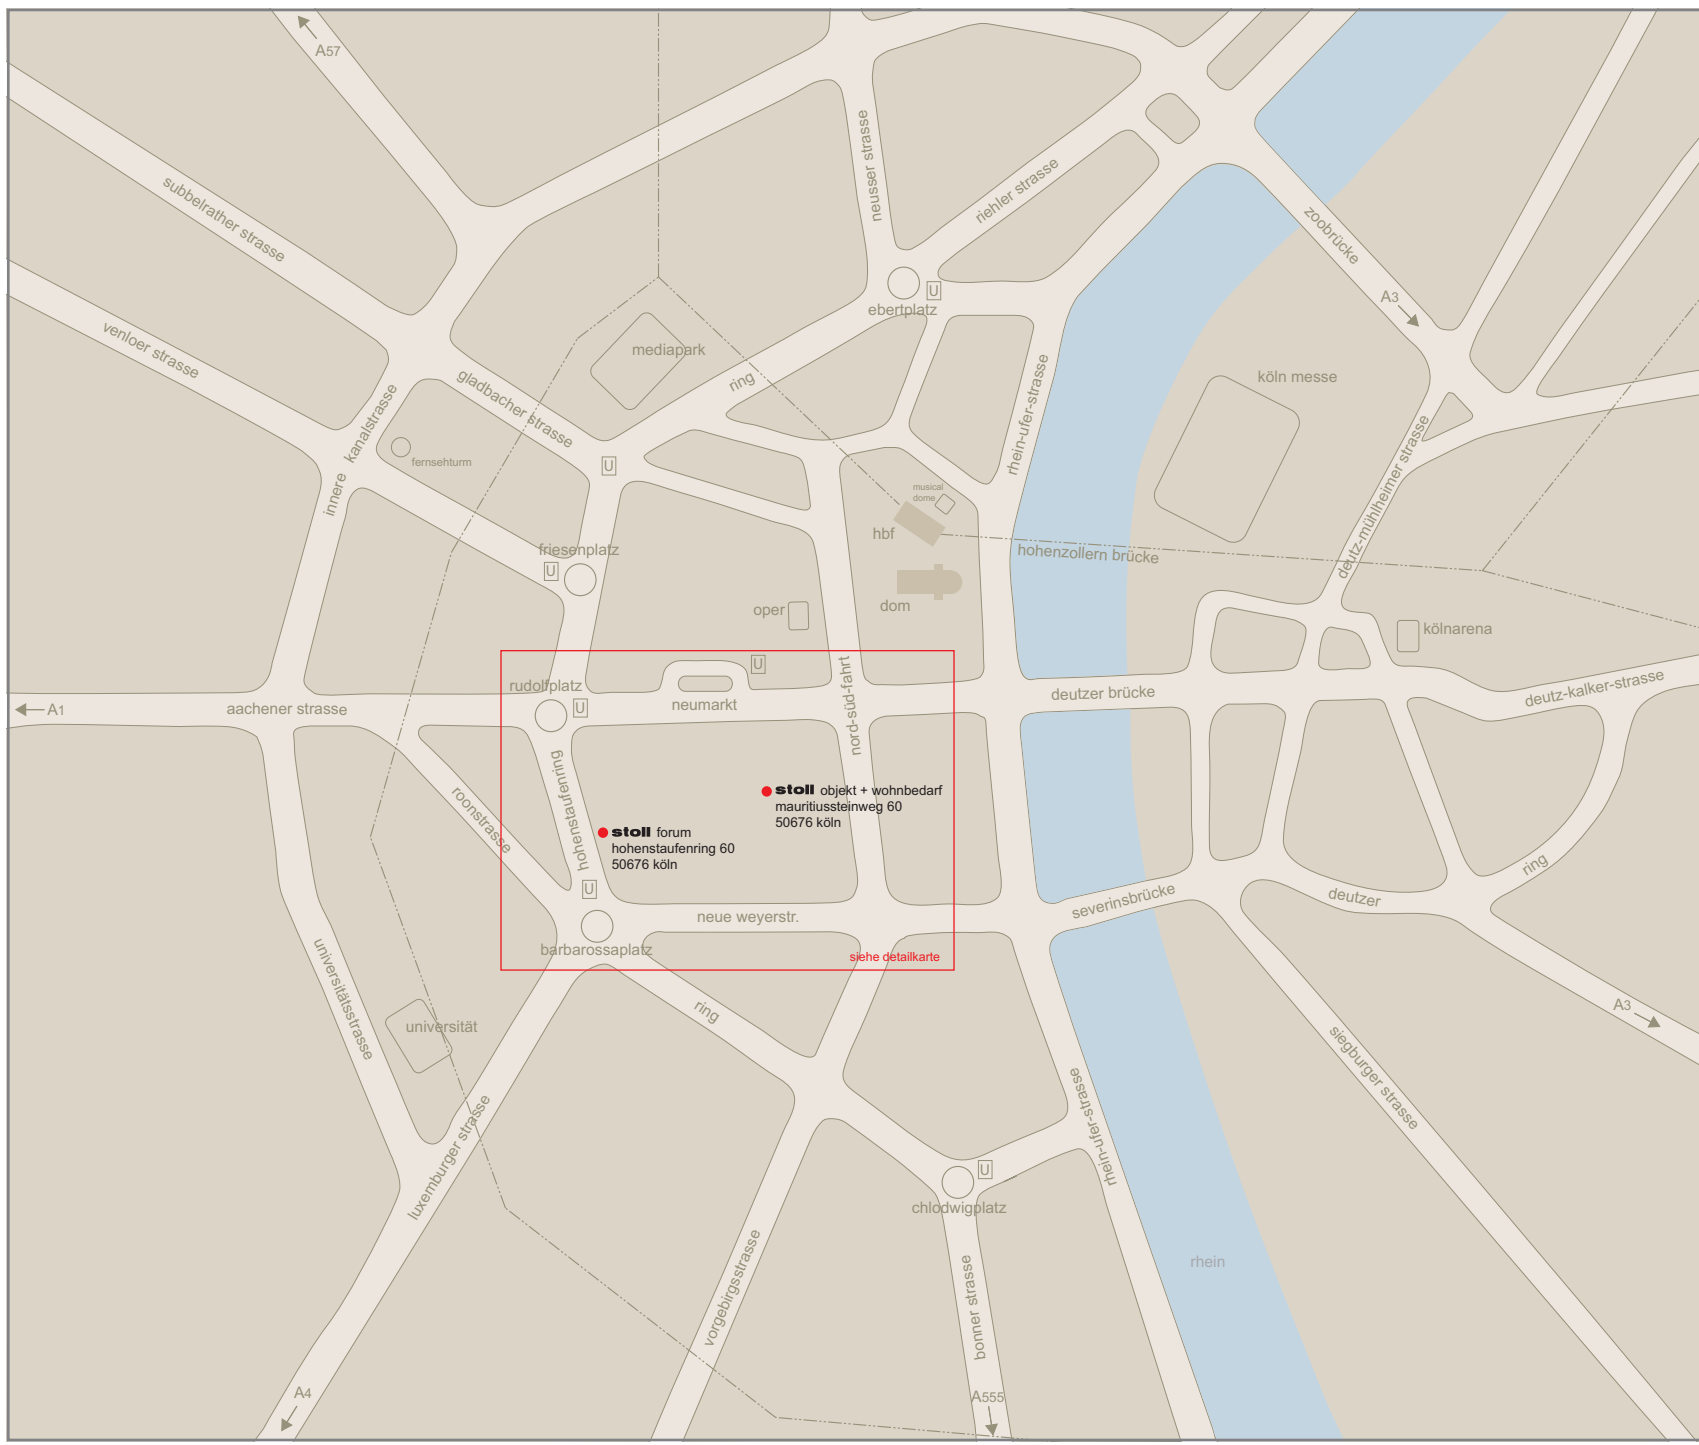 A57
subbelrather strasse
venloer strasse
neusser strasse
riehler strasse
zoobrücke
A3
U
ebertplatz
mediapark
ring
gladbacher strasse
innere kanalstrasse
fernsehturm
U
rhein-ufer-strasse
köln messe
deutz-mühlheimer strasse
musical
dome
hbf
hohenzollern brücke
friesenplatz
U
dom
oper
kölnarena
U
rudolfplatz
U
neumarkt
nord-süd-fahrt
deutzer brücke
deutz-kalker-strasse
A1
aachener strasse
hohenstaufenring
roonstrasse
stoll objekt + wohnbedarf
mauritiussteinweg 60
50676 köln
stoll forum
hohenstaufenring 60
50676 köln
U
neue weyerstr.
severinsbrücke
deutzer
ring
barbarossaplatz
siehe detailkarte
universitätsstrasse
universität
ring
A3
siegburger strasse
luxemburger strasse
rhein-ufer-strasse
U
chlodwigplatz
vorgebirgsstrasse
bonner strasse
rhein
A4
A555